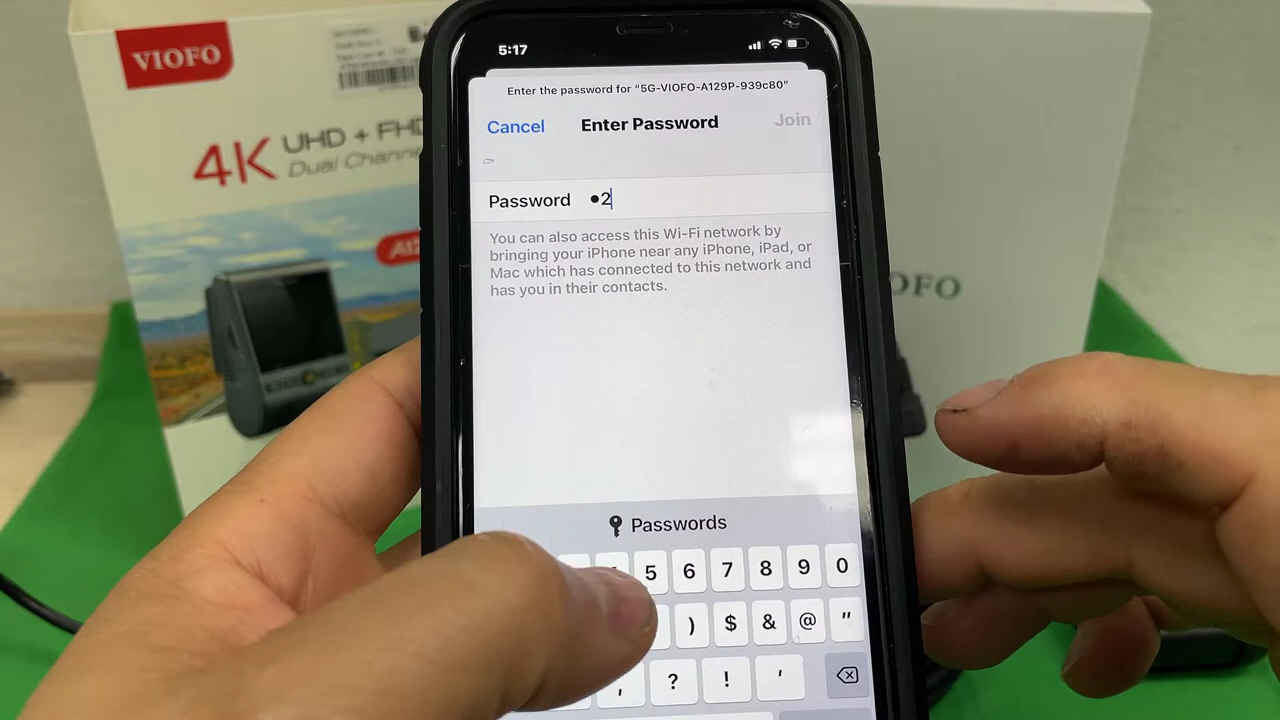 VIOFO
4K UHD + FHD
Dual Channe
5:17
Enter the password for "5G-VIOFO-A129P-939c80"
Cancel Enter Password Join
Password ●2
You can also access this Wi-Fi network by
bringing your iPhone near any iPhone, iPad, or
Mac which has connected to this network and
has you in their contacts.
OFO
Passwords
5 6 7 8 9 0
) $ & @ "
, ? ! '